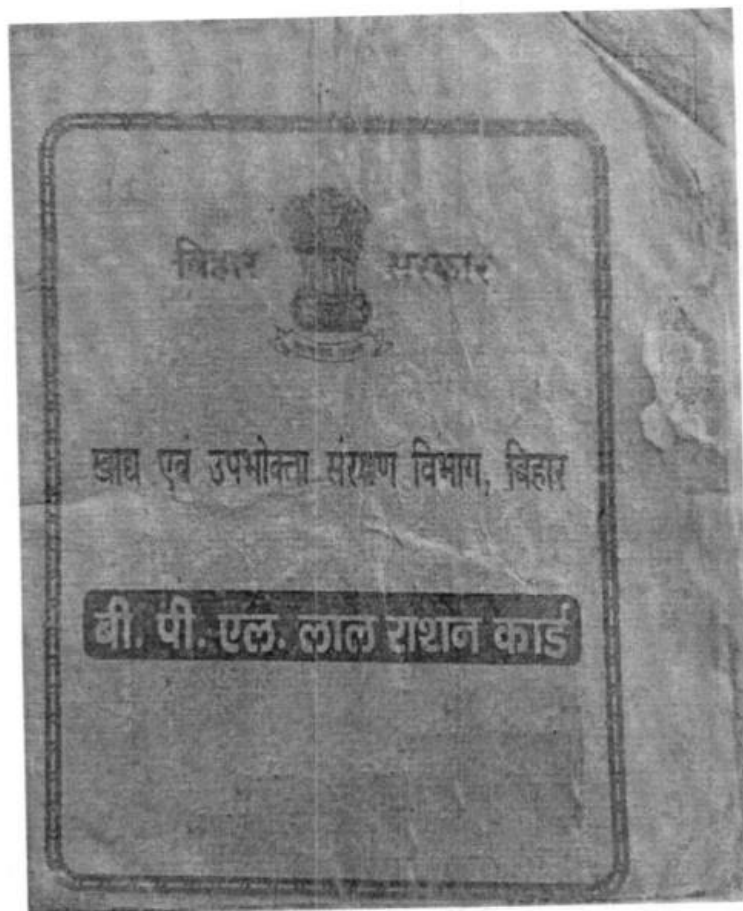 बिहार सरकार
खाद्य एवं उपभोक्ता संरक्षण विभाग, बिहार
बी. पी. एल. लाल राशन कार्ड